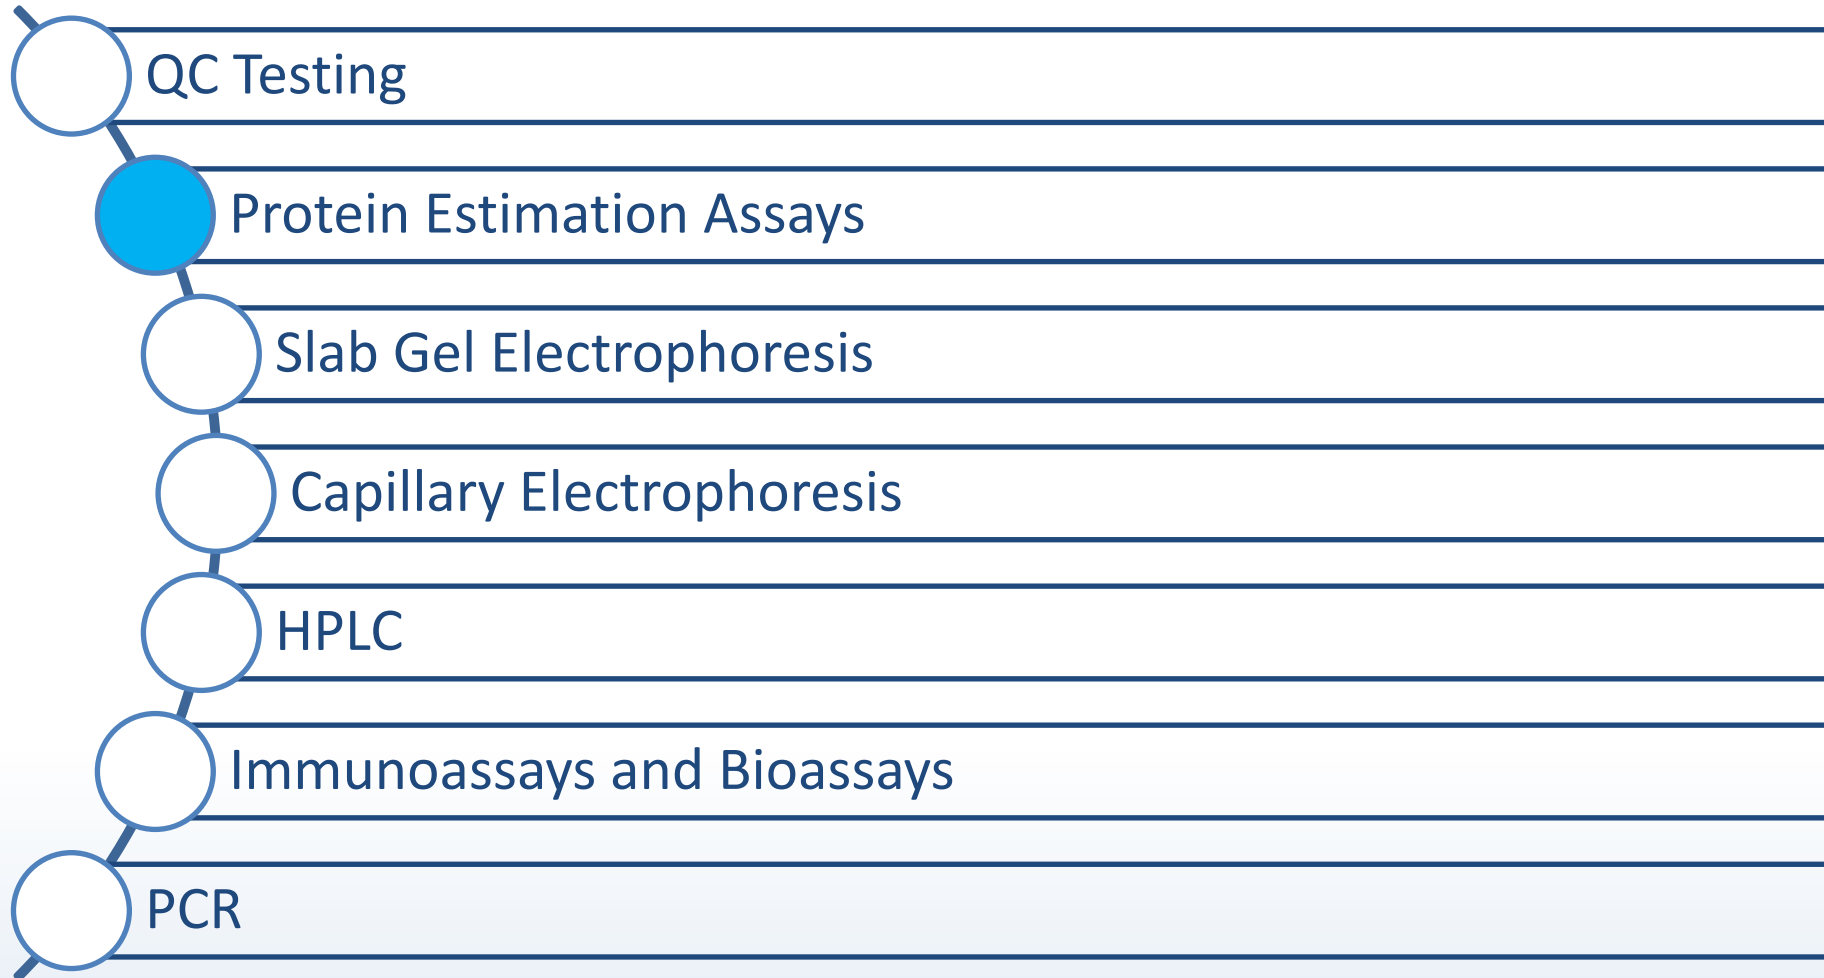 QC Testing
Protein Estimation Assays
Slab Gel Electrophoresis
Capillary Electrophoresis
HPLC
Immunoassays and Bioassays
PCR